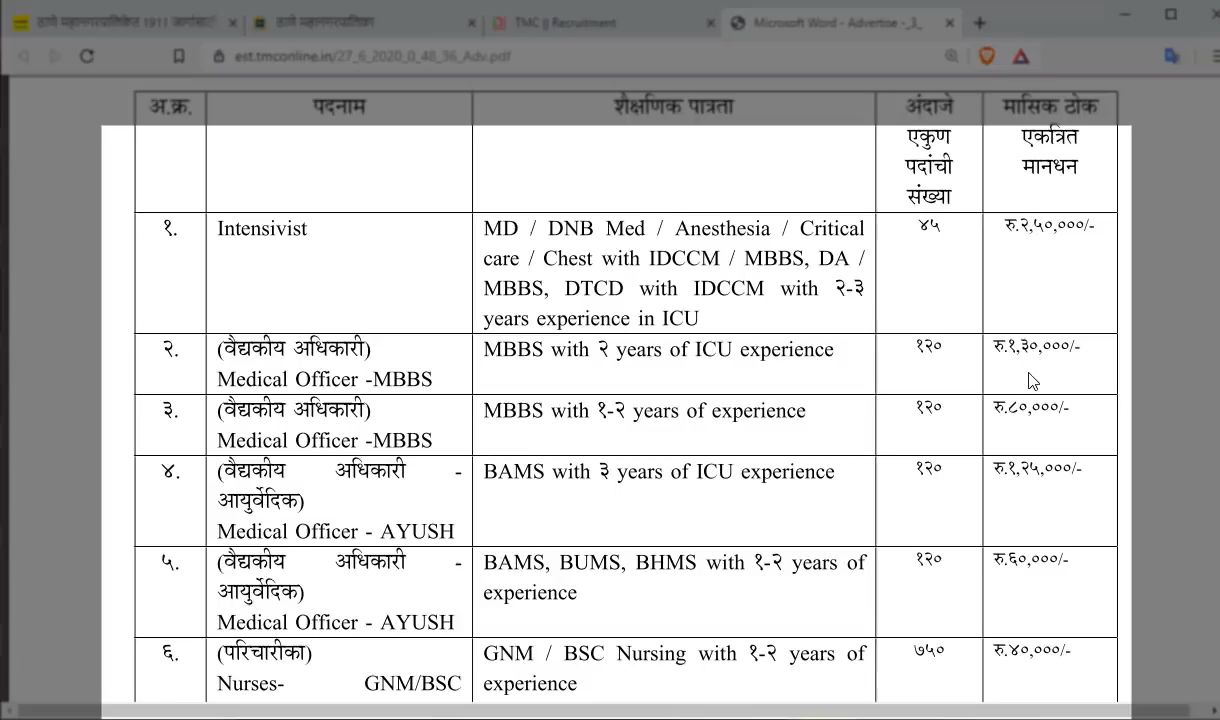 ठाणे महानगरपालिकेत 1911 जागांसाठी
ठाणे महानगरपालिका
TMC || Recruitment
Microsoft Word - Advertise -_3_
est.tmconline.in/27_6_2020_0_48_36_Adv.pdf
अ.क्र. पदनाम शैक्षणिक पात्रता अंदाजे मासिक ठोक
एकुण एकत्रित
पदांची मानधन
संख्या
१. Intensivist MD / DNB Med / Anesthesia / Critical ४५ रु.२,५०,०००/-
care / Chest with IDCCM / MBBS, DA /
MBBS, DTCD with IDCCM with २-३
years experience in ICU
२. (वैद्यकीय अधिकारी) MBBS with २ years of ICU experience १२० रु.१,३०,०००/-
Medical Officer -MBBS
३. (वैद्यकीय अधिकारी) MBBS with १-२ years of experience १२० रु.८०,०००/-
Medical Officer -MBBS
४. (वैद्यकीय अधिकारी - BAMS with ३ years of ICU experience १२० रु.१,२५,०००/-
आयुर्वेदिक)
Medical Officer - AYUSH
५. (वैद्यकीय अधिकारी - BAMS, BUMS, BHMS with १-२ years of १२० रु.६०,०००/-
आयुर्वेदिक) experience
Medical Officer - AYUSH
६. (परिचारीका) GNM / BSC Nursing with १-२ years of ७५० रु.४०,०००/-
Nurses- GNM/BSC experience